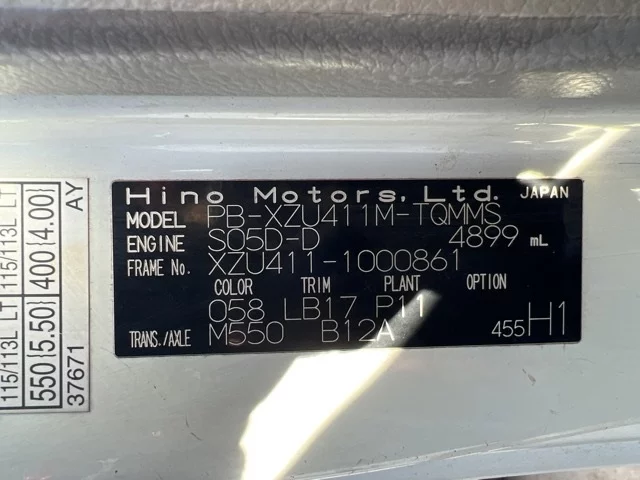 Hino Motors, Ltd. JAPAN
MODEL PB-XZU411M-TQMMS
ENGINE S05D-D 4899 mL
FRAME No. XZU411-1000861
COLOR TRIM PLANT OPTION
058 LB17 P11
TRANS./AXLE M550 B12A 455H1
115/113L LT 115/113L LT
550{5.50} 400{4.00}
37671 AY